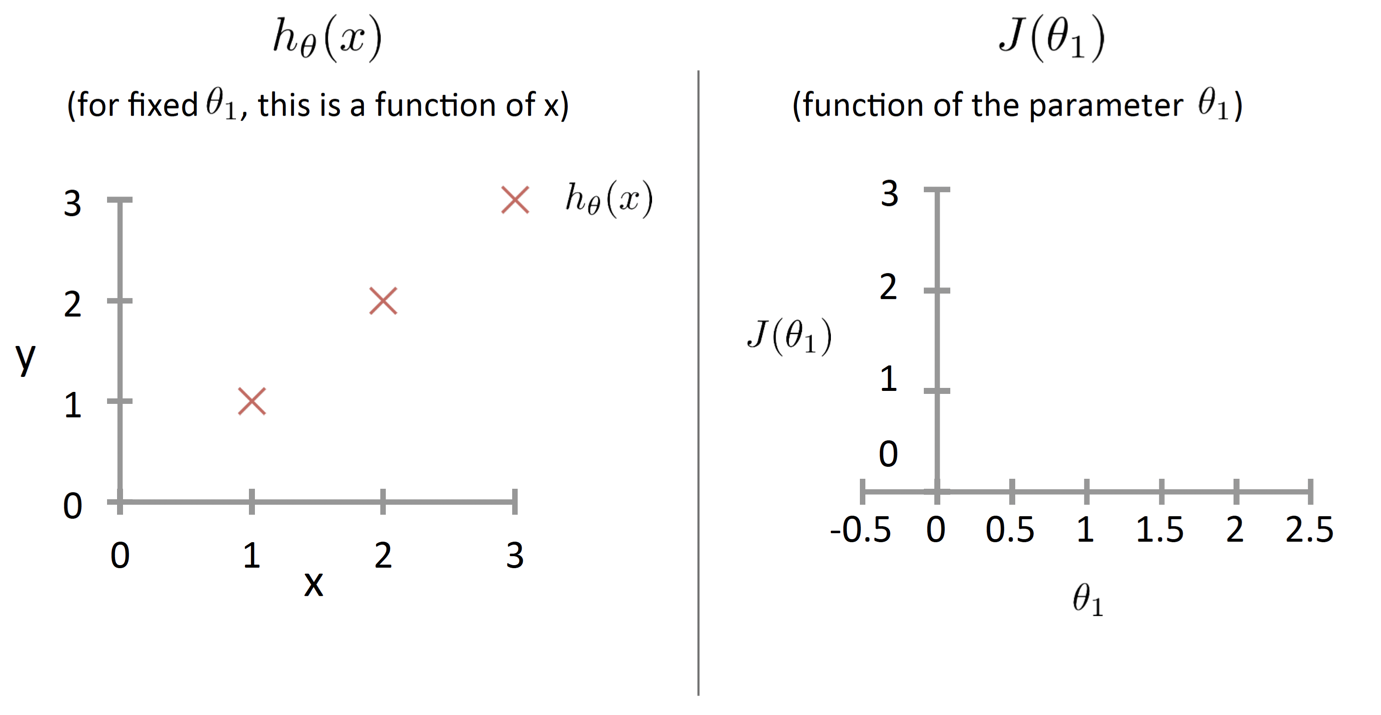 hθ(x)
(for fixed θ₁, this is a function of x)
3
hθ(x)
2
y
1
0
0 1 2 3
x
J(θ₁)
(function of the parameter θ₁)
3
2
J(θ₁)
1
0
-0.5 0 0.5 1 1.5 2 2.5
θ₁